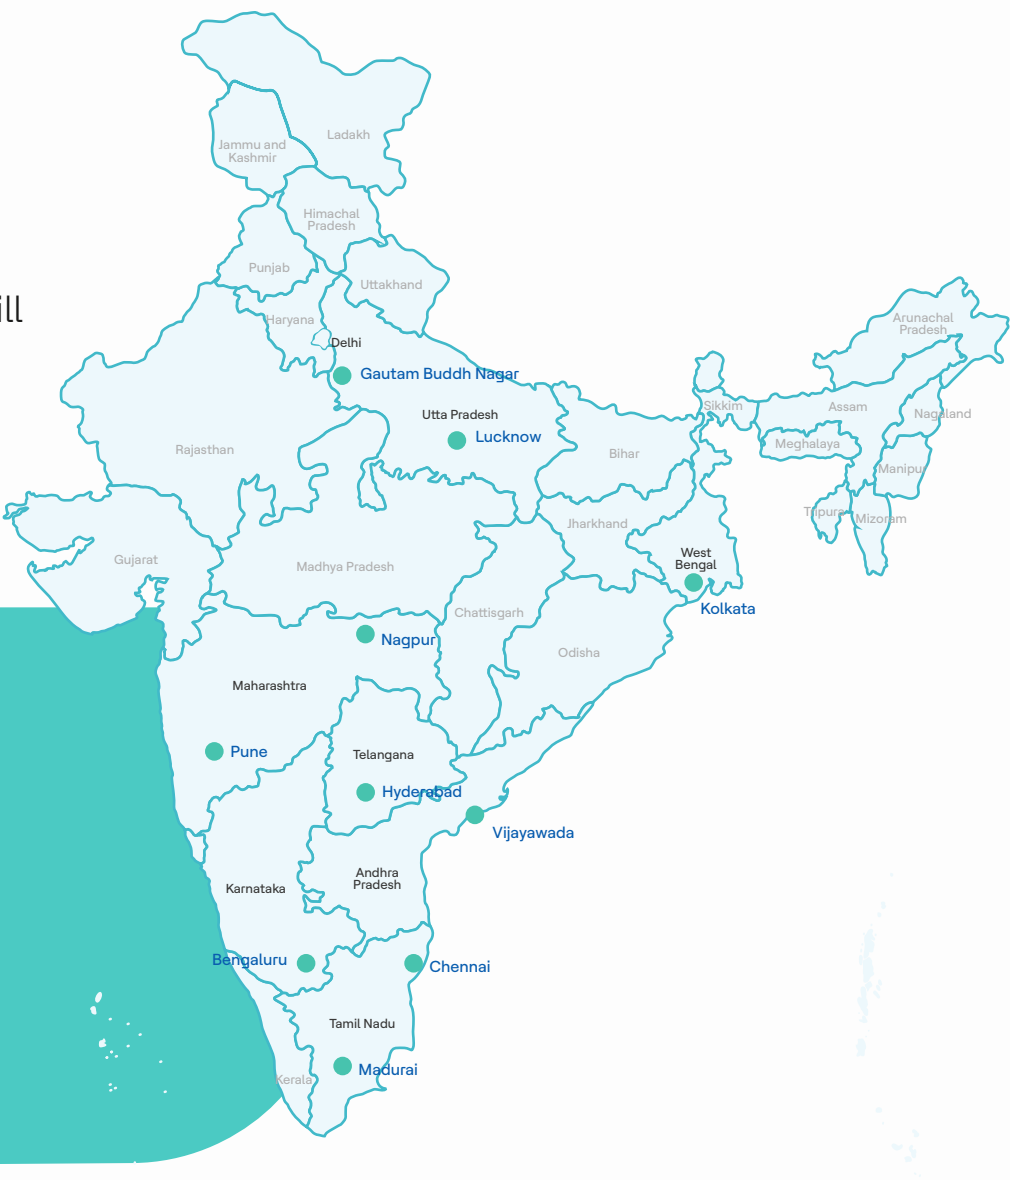 Ladakh
Jammu and
Kashmir
Himachal
Pradesh
Punjab
Uttakhand
ill
Haryana
Delhi
Arunachal
Pradesh
Gautam Buddh Nagar
Utta Pradesh
Lucknow
Sikkim
Assam
Nagaland
Rajasthan
Bihar
Meghalaya
Manipur
Tripura
Mizoram
Jharkhand
Gujarat
Madhya Pradesh
West
Bengal
Kolkata
Chattisgarh
Nagpur
Odisha
Maharashtra
Pune
Telangana
Hyderabad
Vijayawada
Andhra
Pradesh
Karnataka
Bengaluru
Chennai
Tamil Nadu
Madurai
Kerala